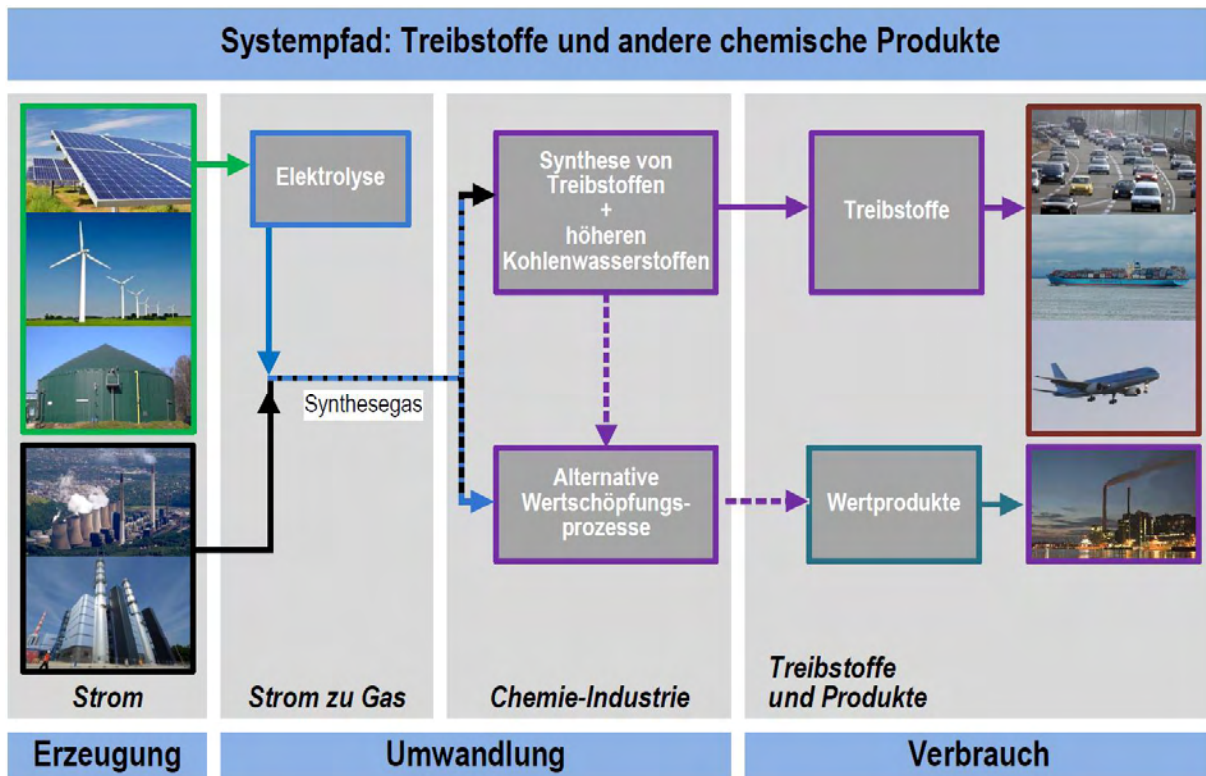 Systempfad: Treibstoffe und andere chemische Produkte
Elektrolyse
Synthesegas
Synthese von
Treibstoffen
+
höheren
Kohlenwasserstoffen
Treibstoffe
Alternative
Wertschöpfungs-
prozesse
Wertprodukte
Strom
Strom zu Gas
Chemie-Industrie
Treibstoffe
und Produkte
Erzeugung
Umwandlung
Verbrauch